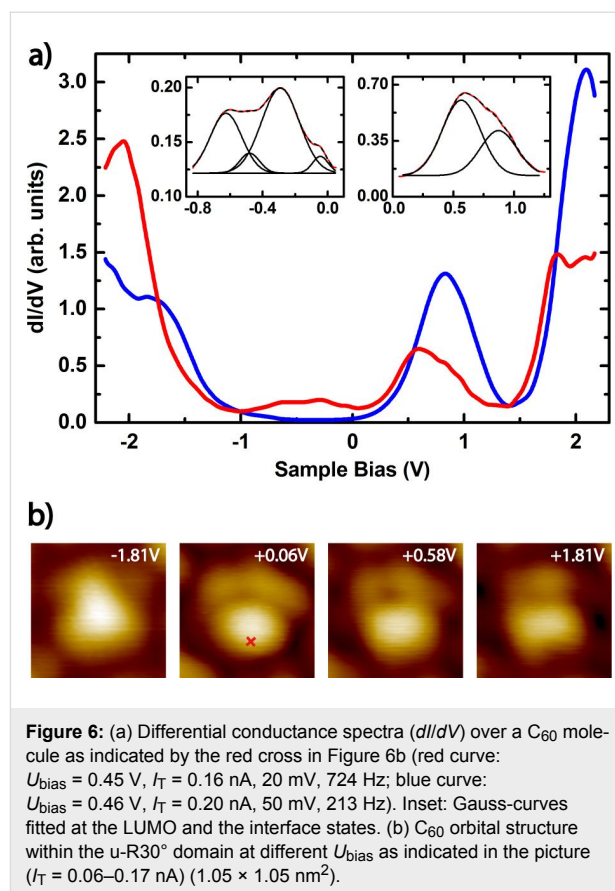 a)
3.0
2.5
2.0
1.5
1.0
0.5
0.0
dI/dV (arb. units)
0.20
0.15
0.10
-0.8 -0.4 0.0
0.70
0.35
0.00
0.0 0.5 1.0
-2 -1 0 1 2
Sample Bias (V)
b)
-1.81V +0.06V +0.58V +1.81V
Figure 6: (a) Differential conductance spectra (dI/dV) over a C60 mole-
cule as indicated by the red cross in Figure 6b (red curve:
Ubias = 0.45 V, IT = 0.16 nA, 20 mV, 724 Hz; blue curve:
Ubias = 0.46 V, IT = 0.20 nA, 50 mV, 213 Hz). Inset: Gauss-curves
fitted at the LUMO and the interface states. (b) C60 orbital structure
within the u-R30° domain at different Ubias as indicated in the picture
(IT = 0.06–0.17 nA) (1.05 × 1.05 nm2).